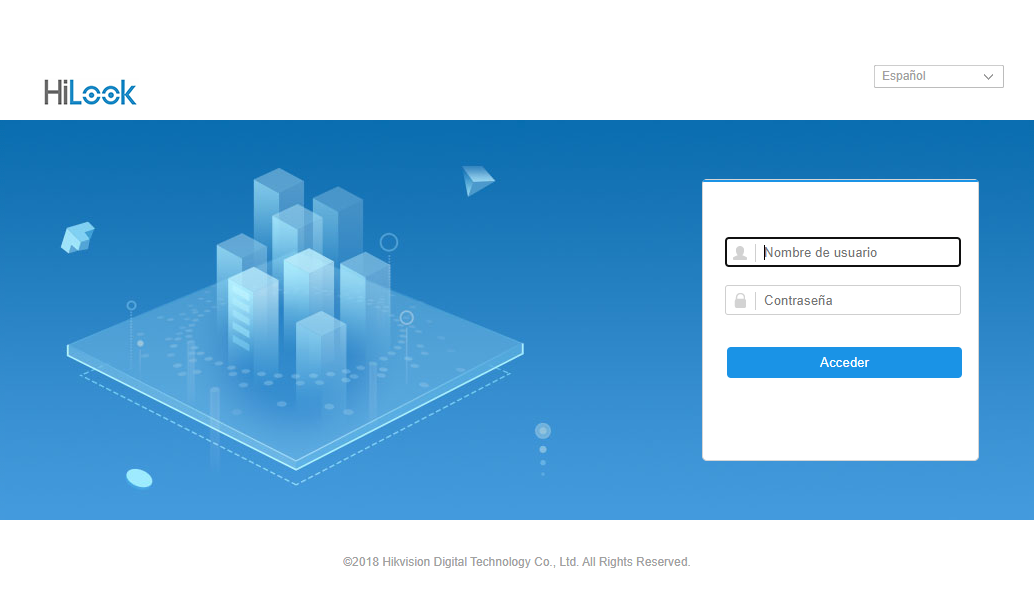 HiLook
Español
Nombre de usuario
Contraseña
Acceder
©2018 Hikvision Digital Technology Co., Ltd. All Rights Reserved.